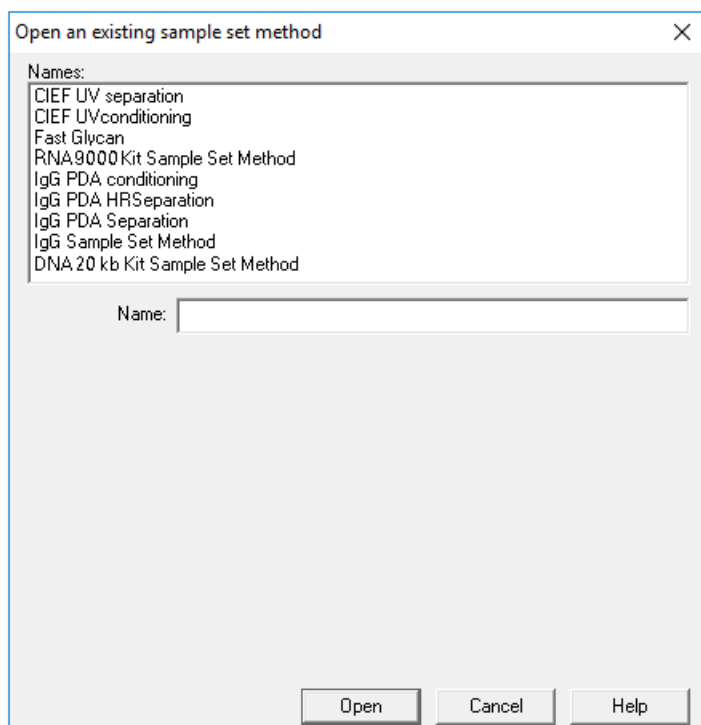 Open an existing sample set method
Names:
CIEF UV separation
CIEF UVconditioning
Fast Glycan
RNA9000 Kit Sample Set Method
IgG PDA conditioning
IgG PDA HRSeparation
IgG PDA Separation
IgG Sample Set Method
DNA 20 kb Kit Sample Set Method
Name:
Open Cancel Help